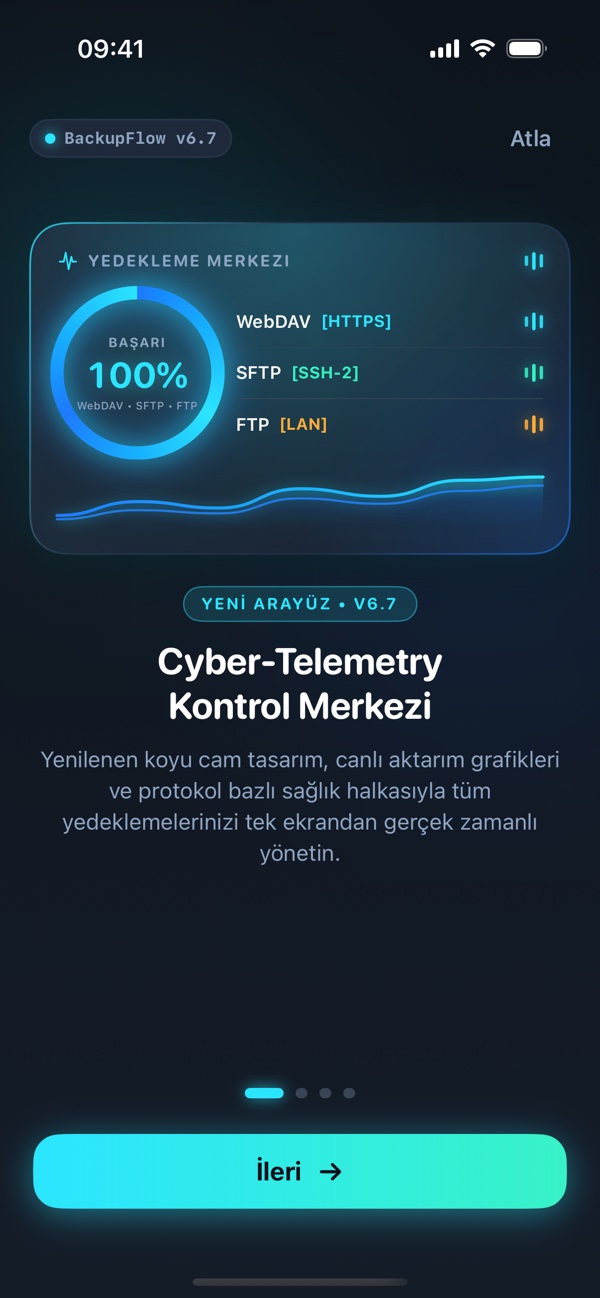 09:41
BackupFlow v6.7
Atla
YEDEKLEME MERKEZI
BAŞARI
100%
WebDAV • SFTP • FTP
WebDAV [HTTPS]
SFTP [SSH-2]
FTP [LAN]
YENİ ARAYÜZ • V6.7
Cyber-Telemetry
Kontrol Merkezi
Yenilenen koyu cam tasarım, canlı aktarım grafikleri
ve protokol bazlı sağlık halkasıyla tüm
yedeklemelerinizi tek ekrandan gerçek zamanlı
yönetin.
İleri →